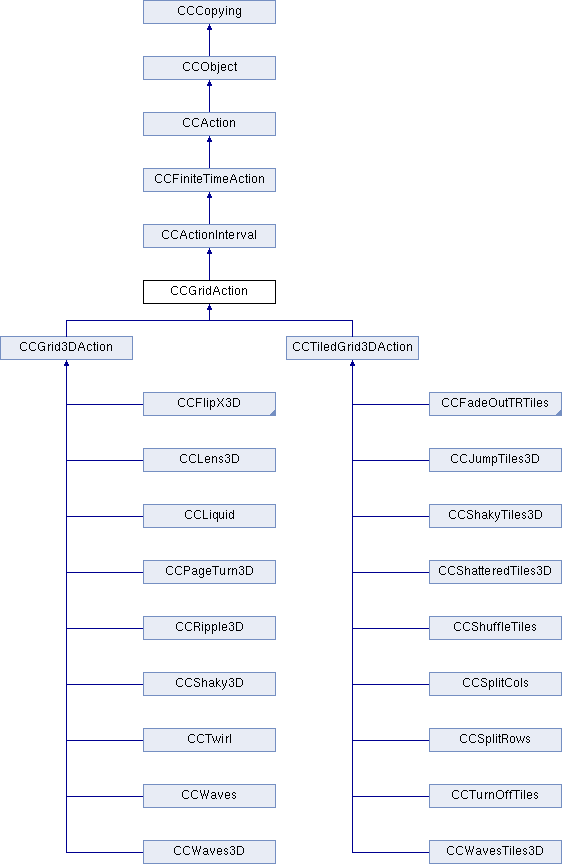 CCCopying
CCObject
CCAction
CCFiniteTimeAction
CCActionInterval
CCGridAction
CCGrid3DAction
CCTiledGrid3DAction
CCFlipX3D
CCFadeOutTRTiles
CCLens3D
CCJumpTiles3D
CCLiquid
CCShakyTiles3D
CCPageTurn3D
CCShatteredTiles3D
CCRipple3D
CCShuffleTiles
CCShaky3D
CCSplitCols
CCTwirl
CCSplitRows
CCWaves
CCTurnOffTiles
CCWaves3D
CCWavesTiles3D